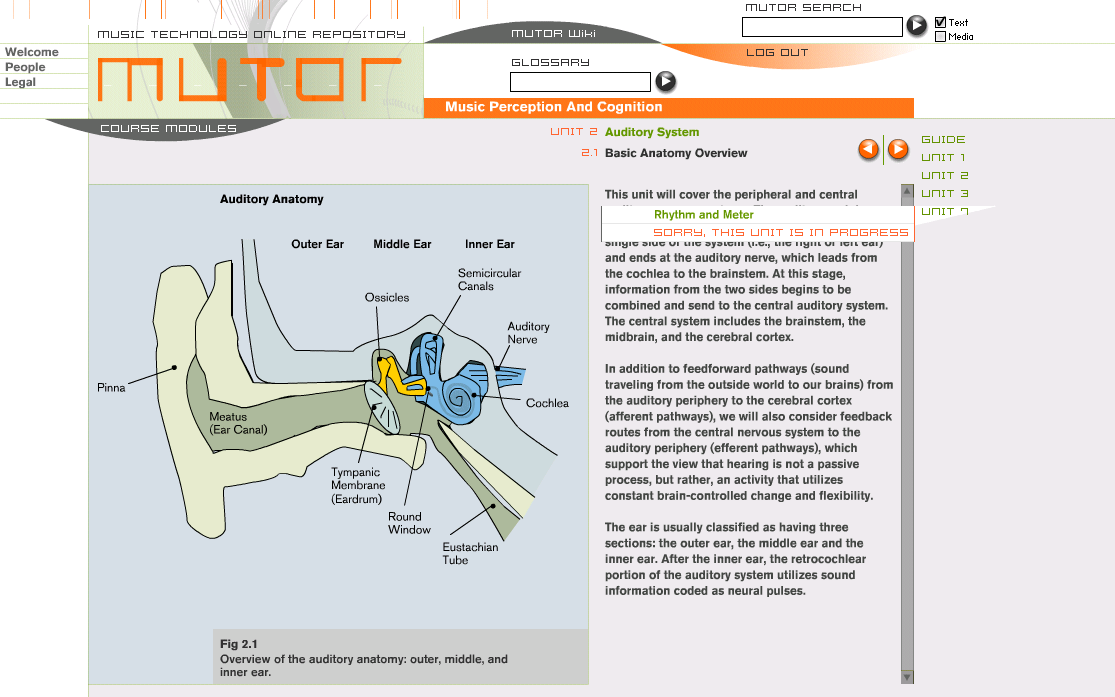 MUTOR SEARCH
Text
Media
MUSIC TECHNOLOGY ONLINE REPOSITORY
MUTOR Wiki
LOG OUT
Welcome
People
Legal
MUTOR
GLOSSARY
Music Perception And Cognition
COURSE MODULES
UNIT 2 Auditory System
2.1 Basic Anatomy Overview
GUIDE
UNIT 1
UNIT 2
UNIT 3
UNIT 7
Auditory Anatomy
Outer Ear
Middle Ear
Inner Ear
Semicircular
Canals
Ossicles
Auditory
Nerve
Pinna
Cochlea
Meatus
(Ear Canal)
Tympanic
Membrane
(Eardrum)
Round
Window
Eustachian
Tube
Fig 2.1
Overview of the auditory anatomy: outer, middle, and
inner ear.
This unit will cover the peripheral and central
Rhythm and Meter
SORRY, THIS UNIT IS IN PROGRESS
single side of the system (i.e., the right or left ear)
and ends at the auditory nerve, which leads from
the cochlea to the brainstem. At this stage,
information from the two sides begins to be
combined and send to the central auditory system.
The central system includes the brainstem, the
midbrain, and the cerebral cortex.
In addition to feedforward pathways (sound
traveling from the outside world to our brains) from
the auditory periphery to the cerebral cortex
(afferent pathways), we will also consider feedback
routes from the central nervous system to the
auditory periphery (efferent pathways), which
support the view that hearing is not a passive
process, but rather, an activity that utilizes
constant brain-controlled change and flexibility.
The ear is usually classified as having three
sections: the outer ear, the middle ear and the
inner ear. After the inner ear, the retrocochlear
portion of the auditory system utilizes sound
information coded as neural pulses.